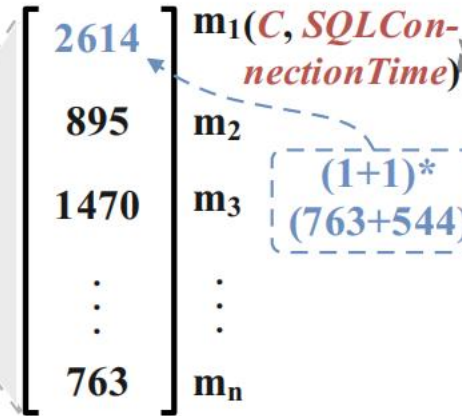 2614 m₁(C, SQLCon-
nectionTime)
895 m₂
(1+1)*
1470 m₃ (763+544)
⋮ ⋮
763 mₙ